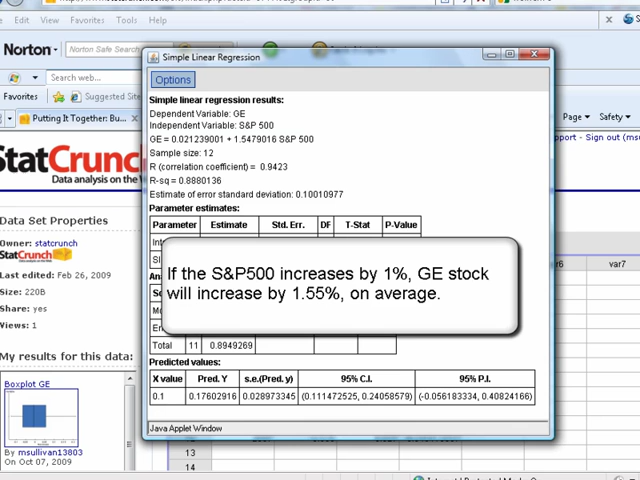 Edit View Favorites Tools Help
Norton Norton Safe Search
Search web...
Favorites Suggested
Putting It Together: Bu...
Page Safety
port - Sign out (ms
StatCrunch
Data analysis on the
Data Set Properties
Owner: statcrunch
StatCrunch
Last edited: Feb 26, 2009
Size: 220B
Share: yes
Views: 1
My results for this data:
Boxplot GE
By msullivan13803
On Oct 07, 2009
Simple Linear Regression
Options
Simple linear regression results:
Dependent Variable: GE
Independent Variable: S&P 500
GE = 0.021239001 + 1.5479016 S&P 500
Sample size: 12
R (correlation coefficient) = 0.9423
R-sq = 0.8880136
Estimate of error standard deviation: 0.10010977
Parameter estimates:
Parameter Estimate Std. Err. DF T-Stat P-Value
If the S&P500 increases by 1%, GE stock
will increase by 1.55%, on average.
Total 11 0.8949269
Predicted values:
X value Pred. Y s.e.(Pred. y) 95% C.I. 95% P.I.
0.1 0.17602916 0.028973345 (0.111472525, 0.24058579) (-0.056183334, 0.40824166)
Java Applet Window
var7
13
14